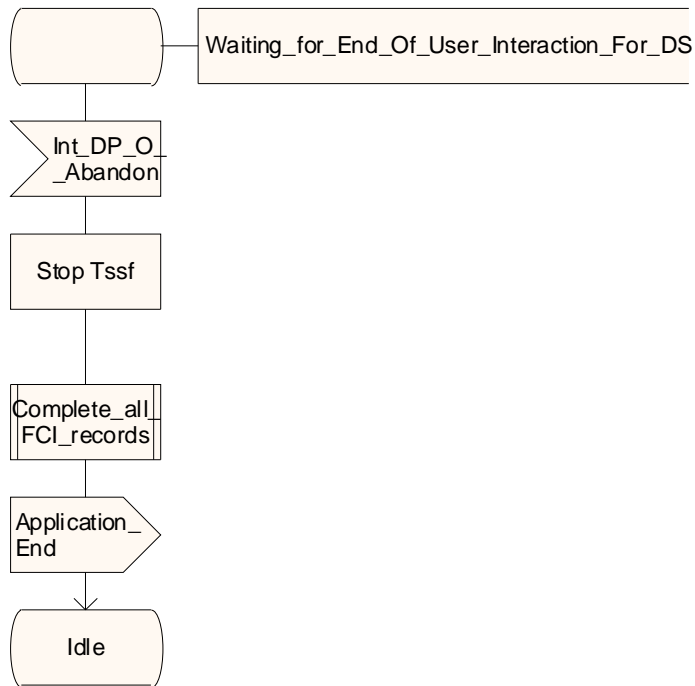 Waiting_for_End_Of_User_Interaction_For_DS
Int_DP_O_
_Abandon
Stop Tssf
Complete_all_
FCI_records
Application_
End
Idle